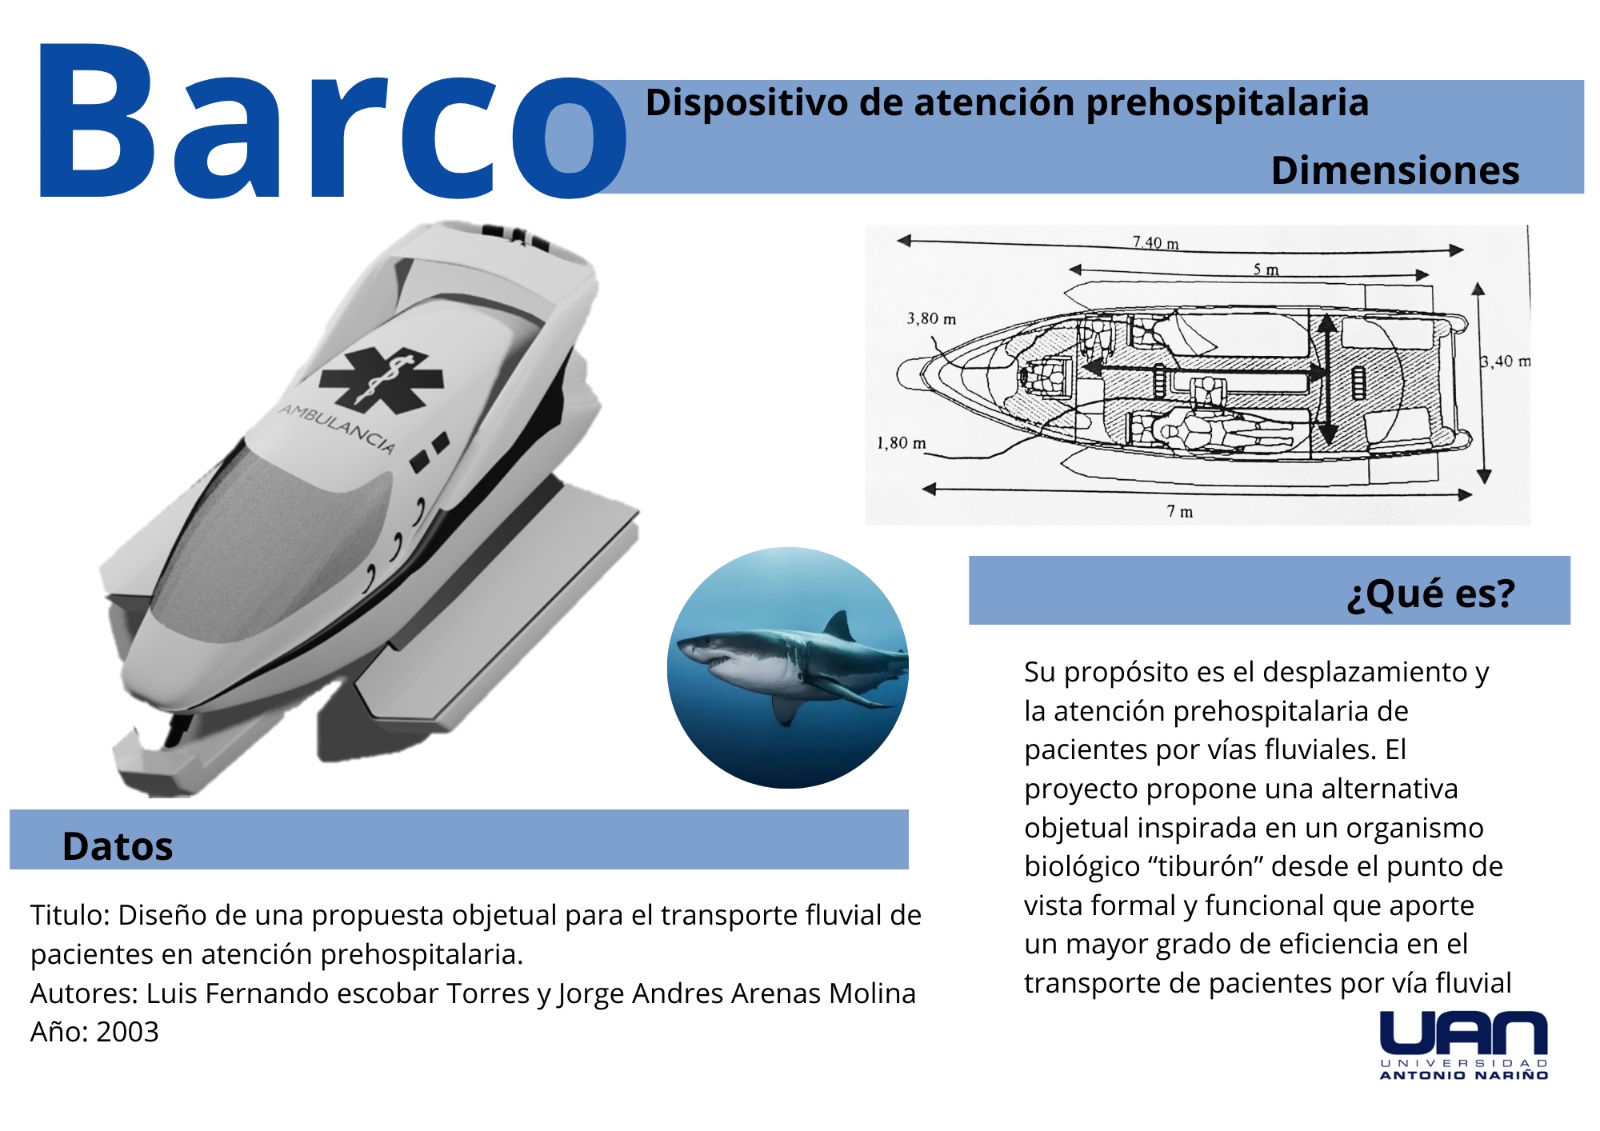 Barco
Dispositivo de atención prehospitalaria
Dimensiones
AMBULANCIA
7.40 m
5 m
3,80 m
3,40 m
1,80 m
7 m
¿Qué es?
Su propósito es el desplazamiento y
la atención prehospitalaria de
pacientes por vías fluviales. El
proyecto propone una alternativa
objetual inspirada en un organismo
biológico “tiburón” desde el punto de
vista formal y funcional que aporte
un mayor grado de eficiencia en el
transporte de pacientes por vía fluvial
Datos
Titulo: Diseño de una propuesta objetual para el transporte fluvial de
pacientes en atención prehospitalaria.
Autores: Luis Fernando escobar Torres y Jorge Andres Arenas Molina
Año: 2003
UAN
UNIVERSIDAD
ANTONIO NARIÑO